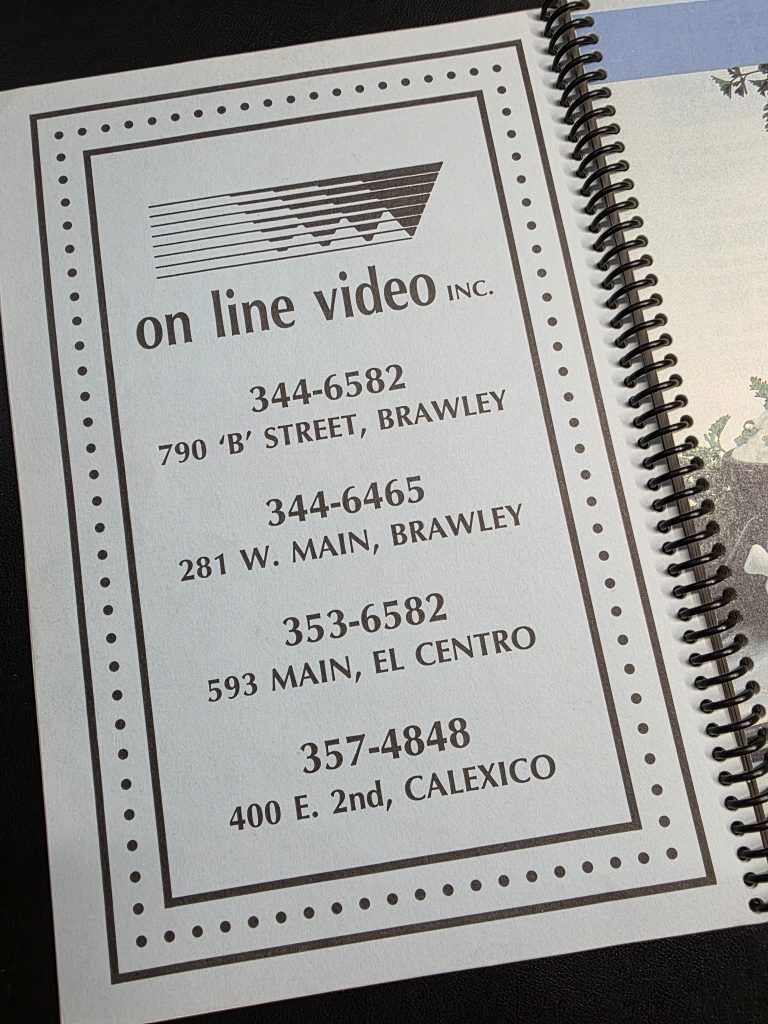 on line video INC.
344-6582
790 ‘B’ STREET, BRAWLEY
344-6465
281 W. MAIN, BRAWLEY
353-6582
593 MAIN, EL CENTRO
357-4848
400 E. 2nd, CALEXICO